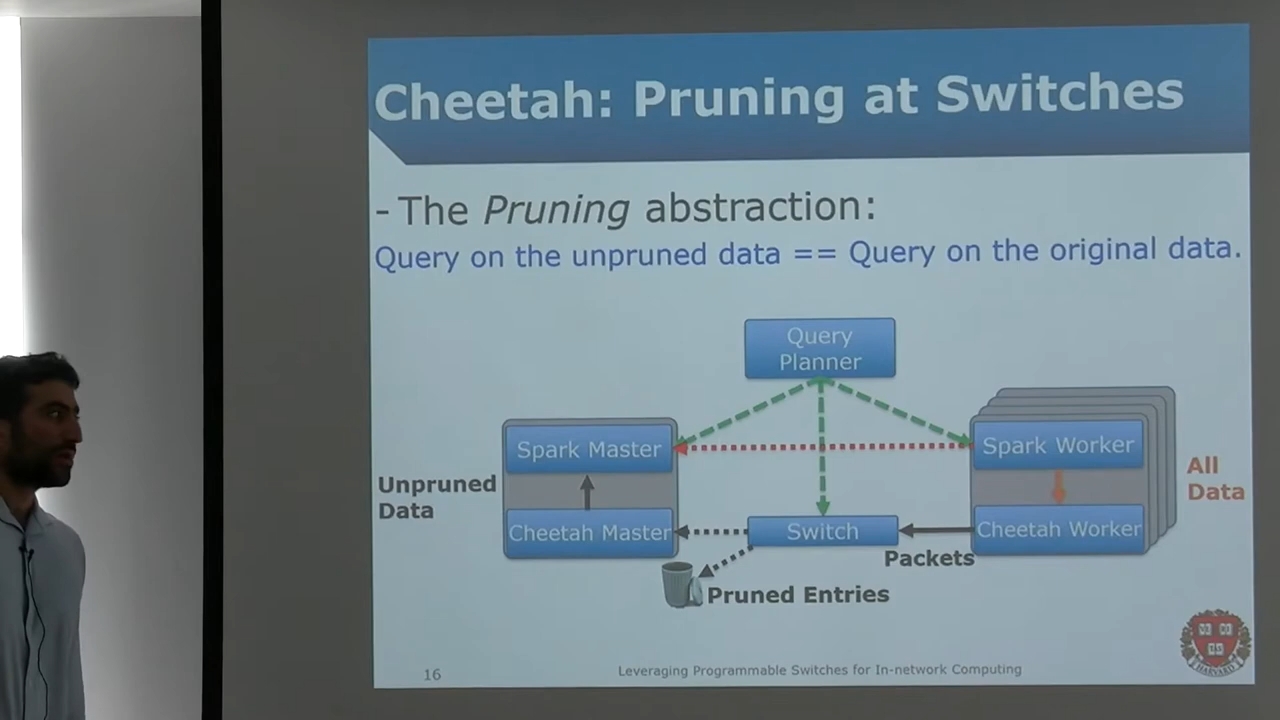 Cheetah: Pruning at Switches
- The Pruning abstraction:
Query on the unpruned data == Query on the original data.
Query
Planner
Spark Master
Spark Worker
All
Data
Unpruned
Data
Cheetah Master
Switch
Cheetah Worker
Packets
Pruned Entries
16
Leveraging Programmable Switches for In-network Computing
HARVARD